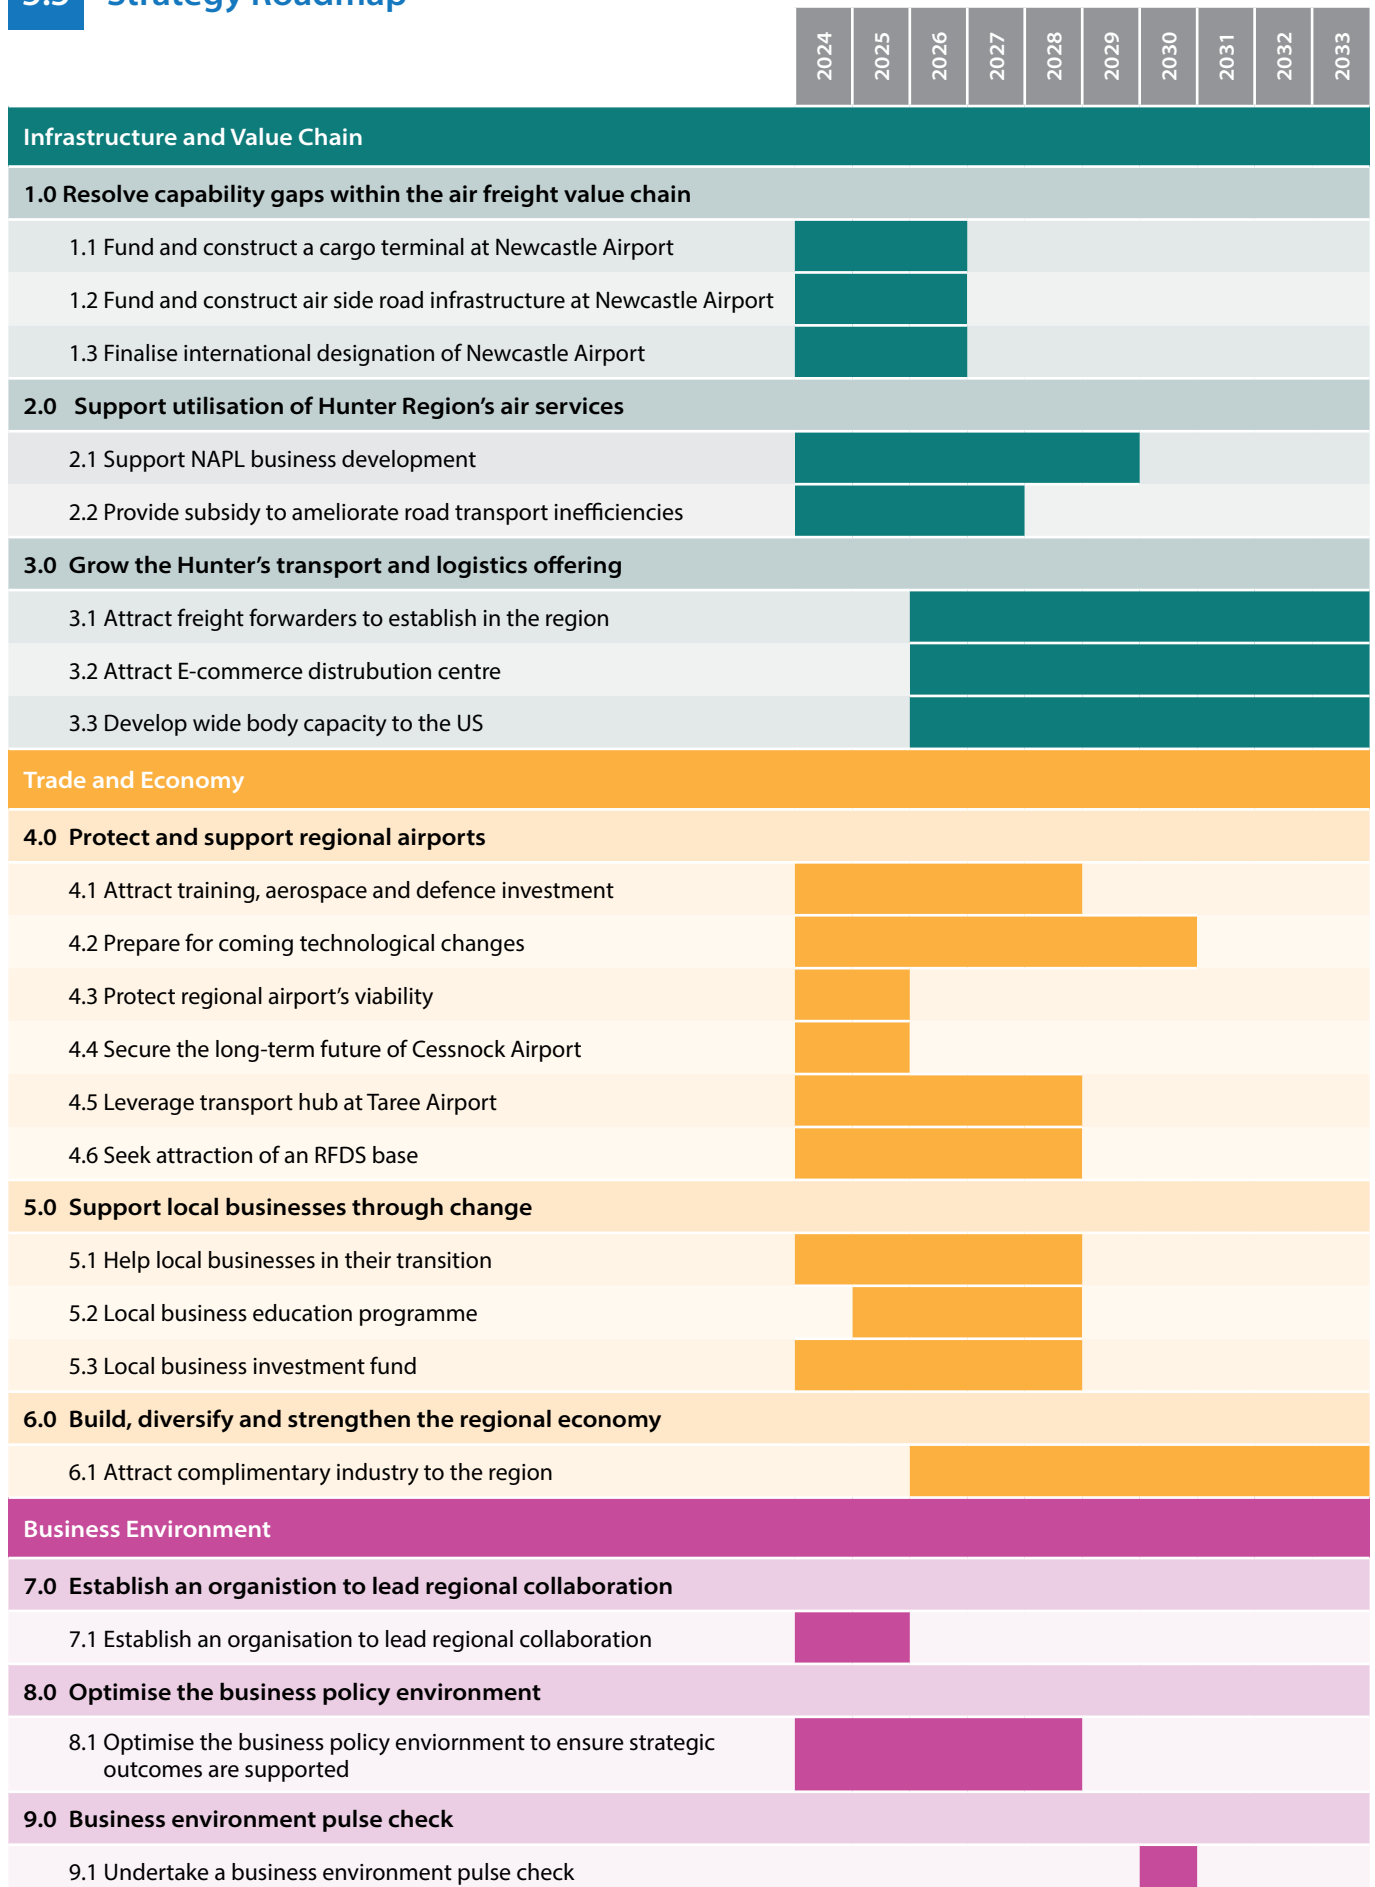 5.5 Strategy Roadmap
2024 2025 2026 2027 2028 2029 2030 2031 2032 2033
Infrastructure and Value Chain
1.0 Resolve capability gaps within the air freight value chain
1.1 Fund and construct a cargo terminal at Newcastle Airport
1.2 Fund and construct air side road infrastructure at Newcastle Airport
1.3 Finalise international designation of Newcastle Airport
2.0 Support utilisation of Hunter Region’s air services
2.1 Support NAPL business development
2.2 Provide subsidy to ameliorate road transport inefficiencies
3.0 Grow the Hunter’s transport and logistics offering
3.1 Attract freight forwarders to establish in the region
3.2 Attract E-commerce distrubution centre
3.3 Develop wide body capacity to the US
Trade and Economy
4.0 Protect and support regional airports
4.1 Attract training, aerospace and defence investment
4.2 Prepare for coming technological changes
4.3 Protect regional airport’s viability
4.4 Secure the long-term future of Cessnock Airport
4.5 Leverage transport hub at Taree Airport
4.6 Seek attraction of an RFDS base
5.0 Support local businesses through change
5.1 Help local businesses in their transition
5.2 Local business education programme
5.3 Local business investment fund
6.0 Build, diversify and strengthen the regional economy
6.1 Attract complimentary industry to the region
Business Environment
7.0 Establish an organistion to lead regional collaboration
7.1 Establish an organisation to lead regional collaboration
8.0 Optimise the business policy environment
8.1 Optimise the business policy enviornment to ensure strategic
outcomes are supported
9.0 Business environment pulse check
9.1 Undertake a business environment pulse check